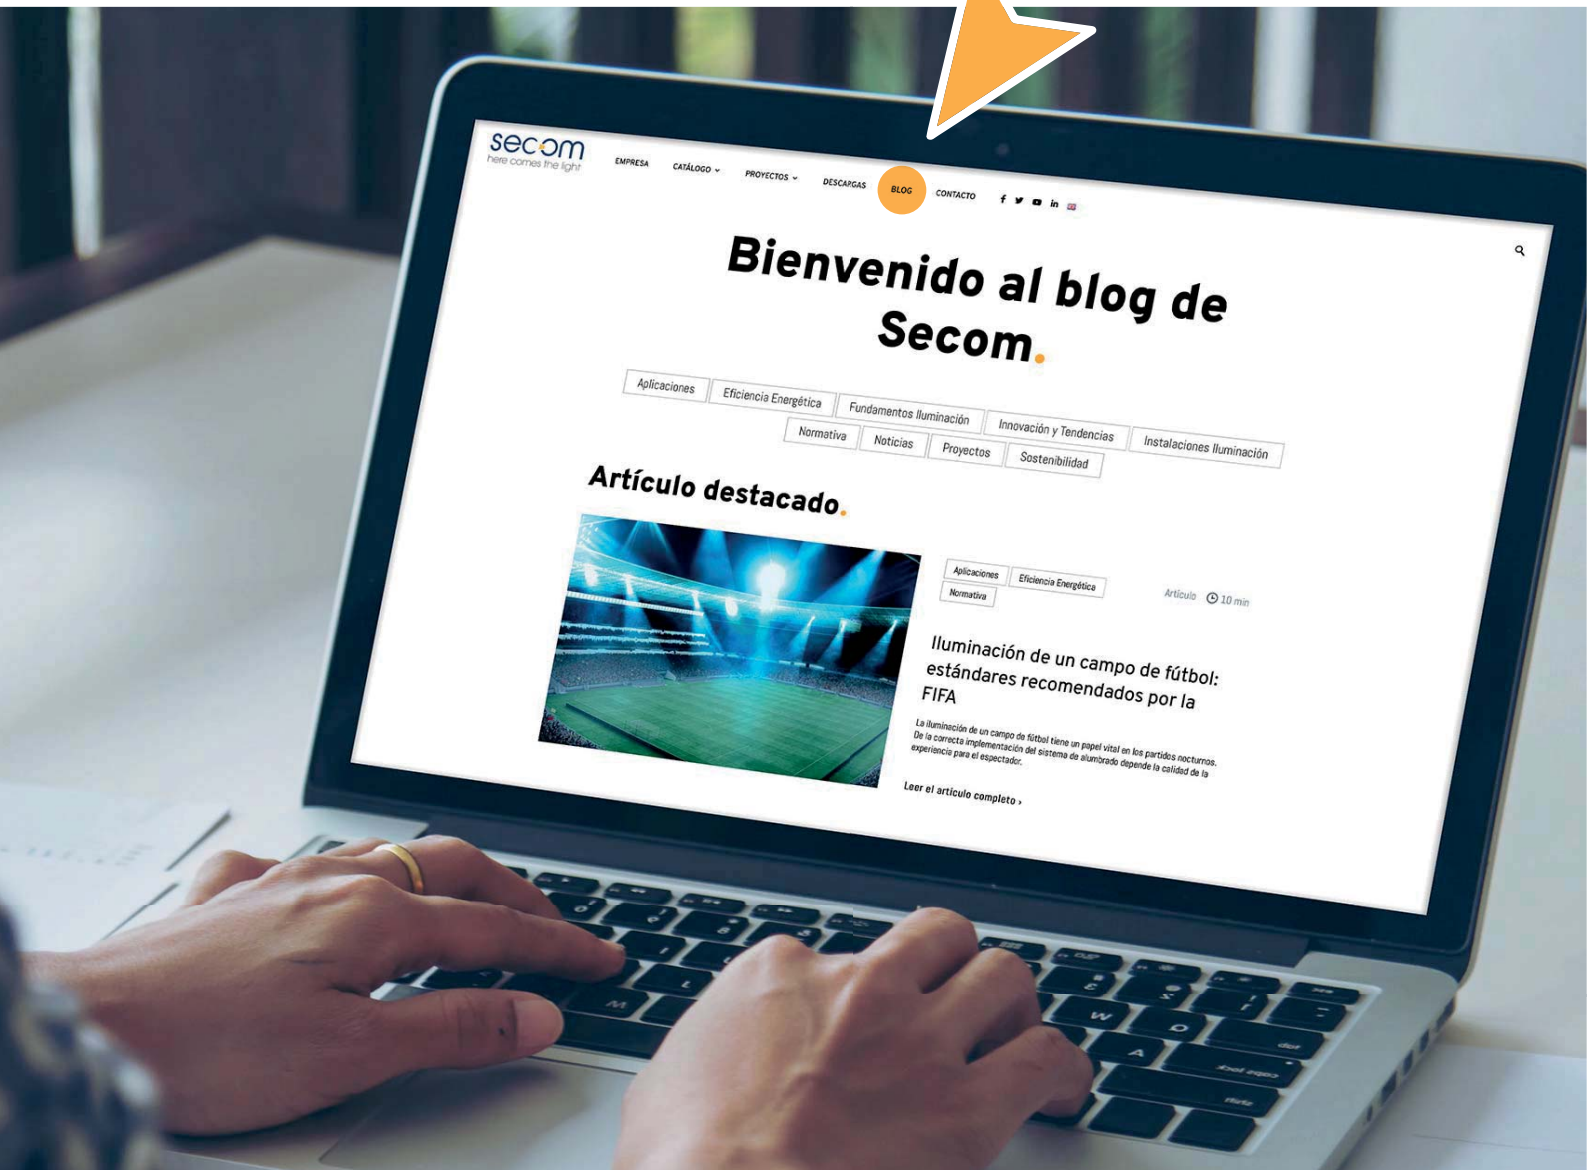 secom
here comes the light
EMPRESA CATÁLOGO PROYECTOS DESCARGAS BLOG CONTACTO
Bienvenido al blog de
Secom.
Aplicaciones Eficiencia Energética Fundamentos Iluminación Innovación y Tendencias Instalaciones Iluminación
Normativa Noticias Proyectos Sostenibilidad
Artículo destacado.
Aplicaciones Eficiencia Energética
Normativa
Artículo 10 min
Iluminación de un campo de fútbol:
estándares recomendados por la
FIFA
La iluminación de un campo de fútbol tiene un papel vital en los partidos nocturnos.
De la correcta implementación del sistema de alumbrado depende la calidad de la
experiencia para el espectador.
Leer el artículo completo ›